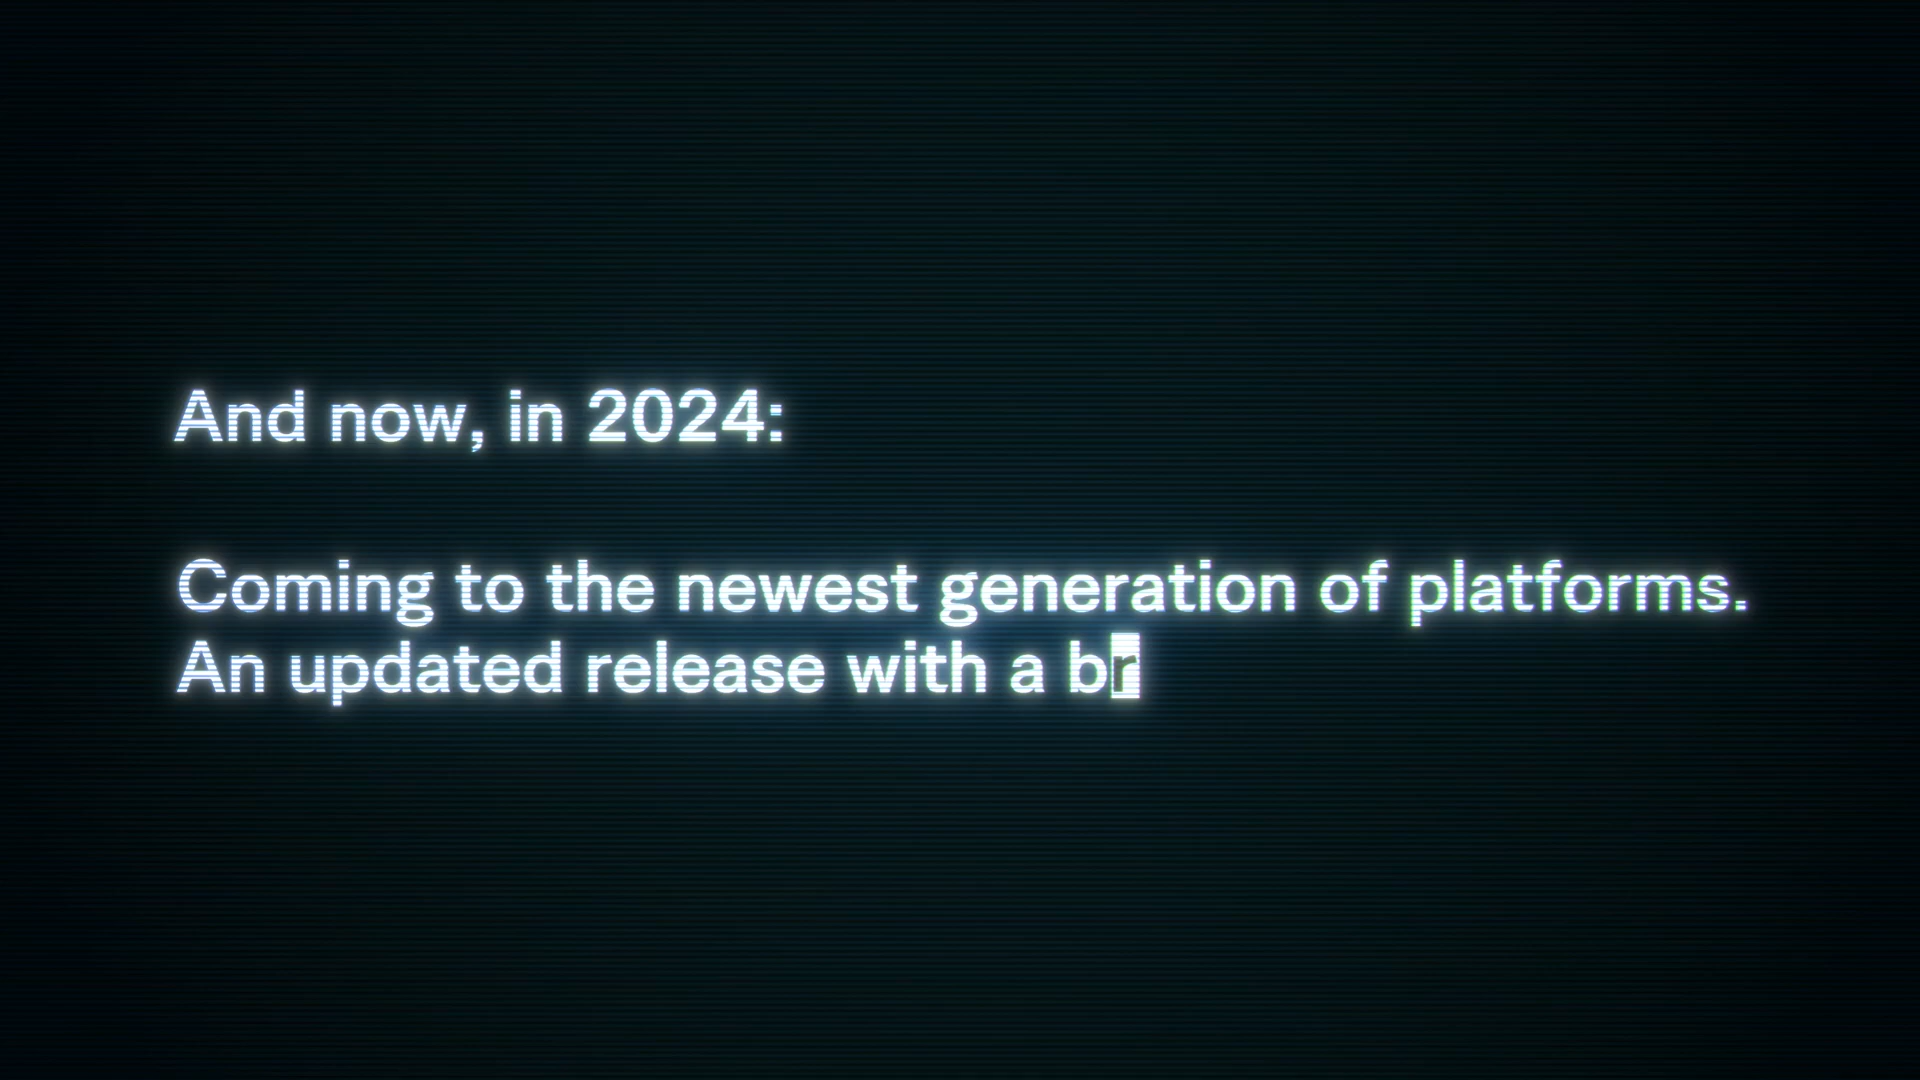 And now, in 2024:
Coming to the newest generation of platforms.
An updated release with a br